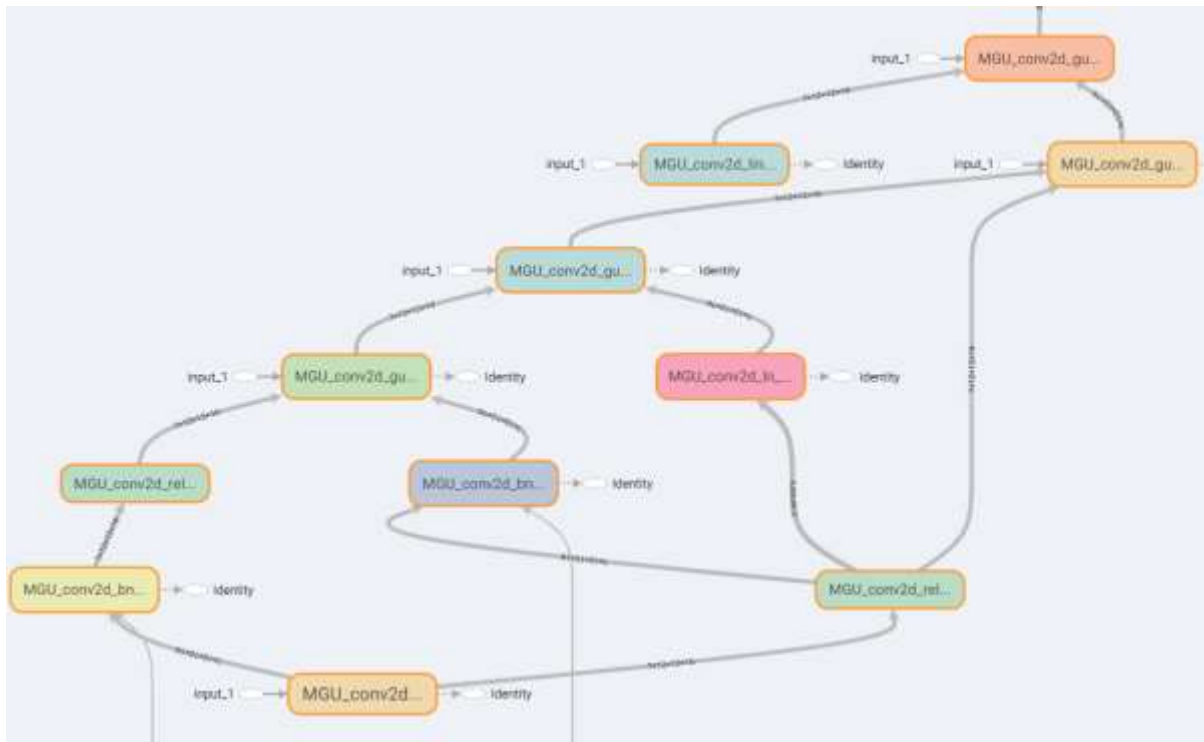 input_1
MGU_conv2d_gu...
input_1
MGU_conv2d_lin...
Identity
input_1
MGU_conv2d_gu...
input_1
MGU_conv2d_gu...
Identity
input_1
MGU_conv2d_gu...
Identity
MGU_conv2d_ln_...
Identity
MGU_conv2d_rel...
MGU_conv2d_bn...
Identity
MGU_conv2d_bn...
Identity
MGU_conv2d_rel...
input_1
MGU_conv2d...
Identity